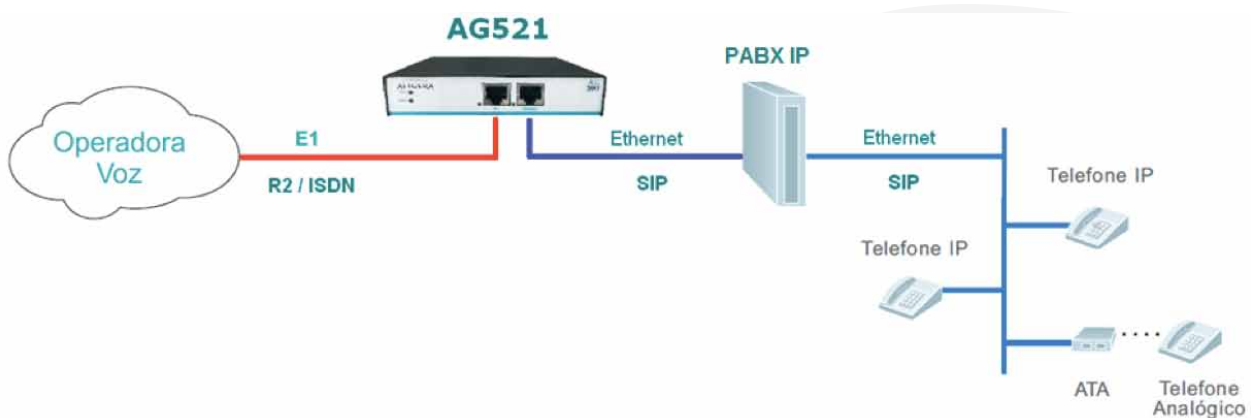 AG521
PABX IP
Operadora
Voz
E1
R2 / ISDN
Ethernet
SIP
Ethernet
SIP
Telefone IP
Telefone IP
ATA
Telefone
Analógico